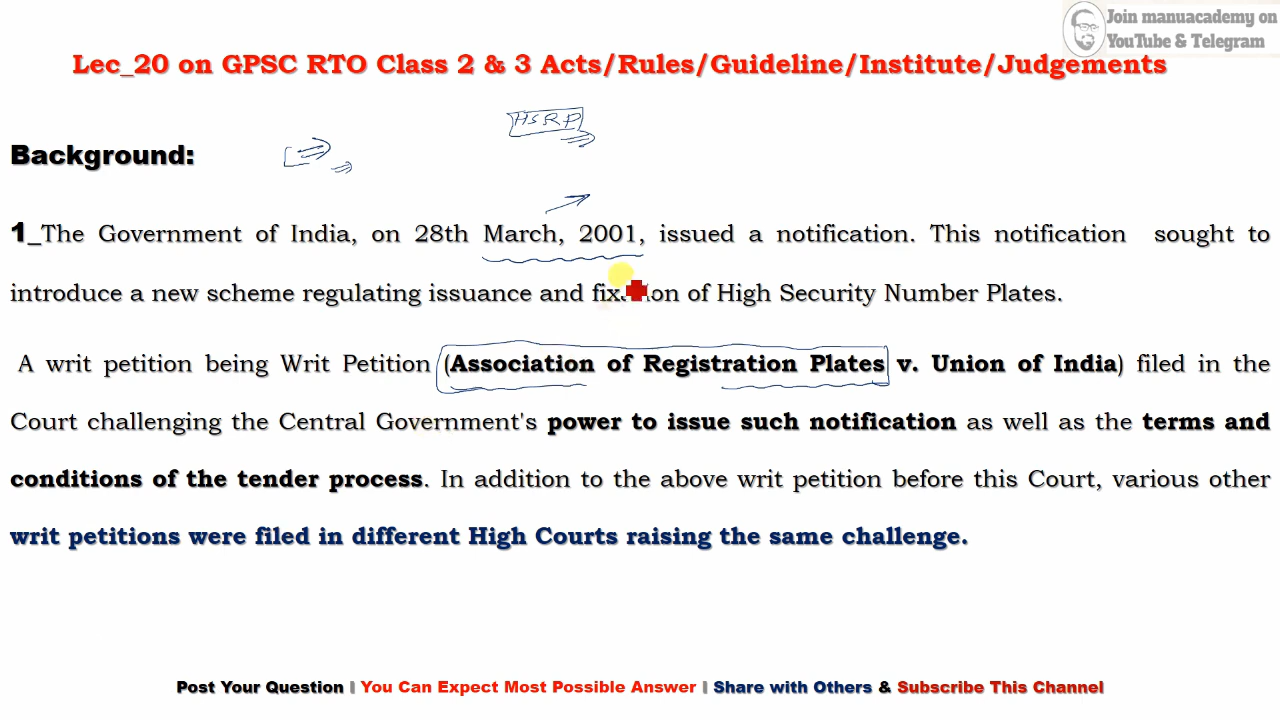 Join manuacademy on
YouTube & Telegram
Lec_20 on GPSC RTO Class 2 & 3 Acts/Rules/Guideline/Institute/Judgements
HSRP
Background:
1_The Government of India, on 28th March, 2001, issued a notification. This notification sought to
introduce a new scheme regulating issuance and fixation of High Security Number Plates.
A writ petition being Writ Petition (Association of Registration Plates v. Union of India) filed in the
Court challenging the Central Government's power to issue such notification as well as the terms and
conditions of the tender process. In addition to the above writ petition before this Court, various other
writ petitions were filed in different High Courts raising the same challenge.
Post Your Question | You Can Expect Most Possible Answer | Share with Others & Subscribe This Channel